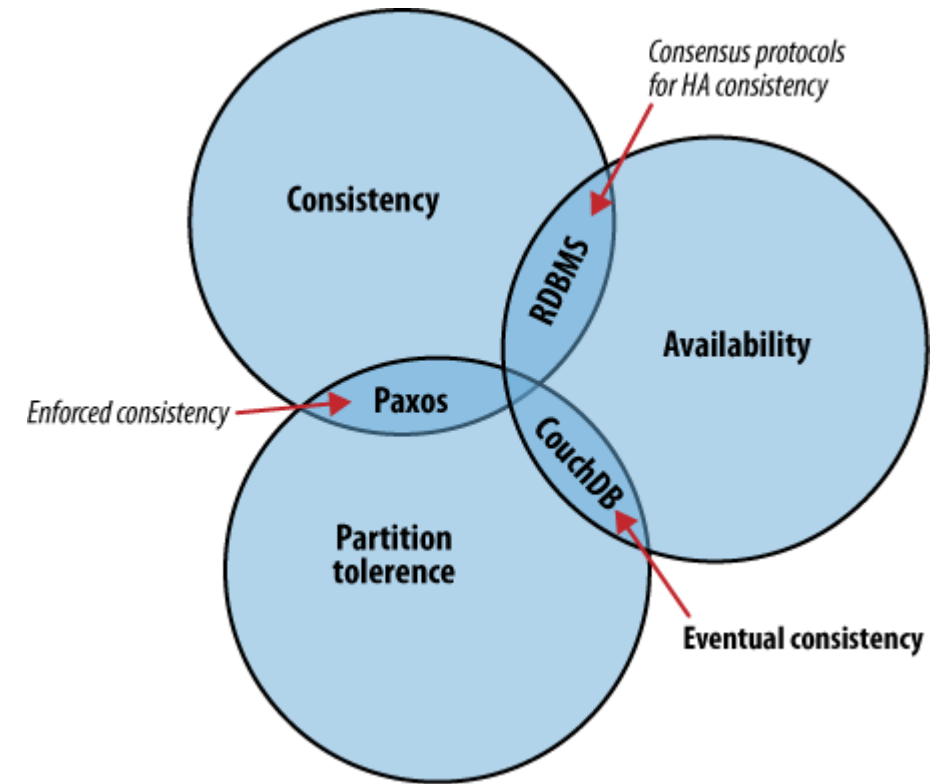 Consensus protocols
for HA consistency
Consistency
RDBMS
Availability
Enforced consistency
Paxos
CouchDB
Partition
tolerence
Eventual consistency